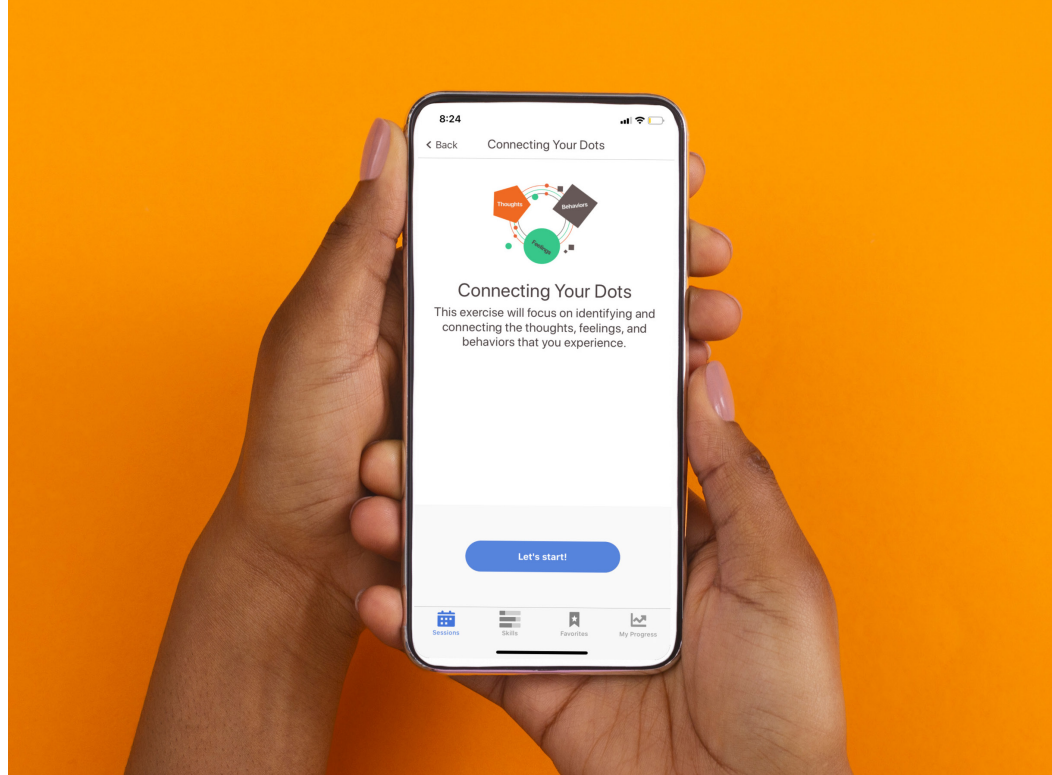 8:24
Back
Connecting Your Dots
Thoughts
Behaviors
Feelings
Connecting Your Dots
This exercise will focus on identifying and
connecting the thoughts, feelings, and
behaviors that you experience.
Let's start!
Sessions
Skills
Favorites
My Progress